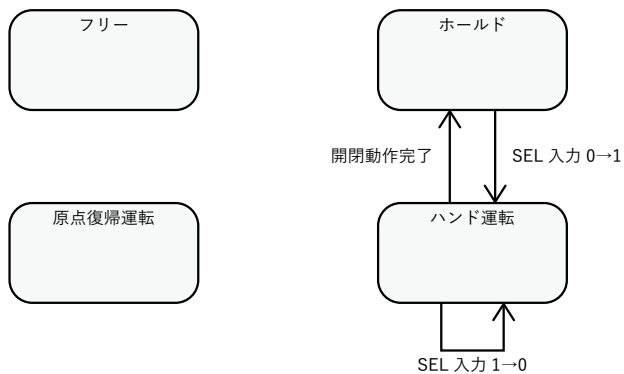 フリー
ホールド
開閉動作完了
SEL 入力 0→1
原点復帰運転
ハンド運転
SEL 入力 1→0